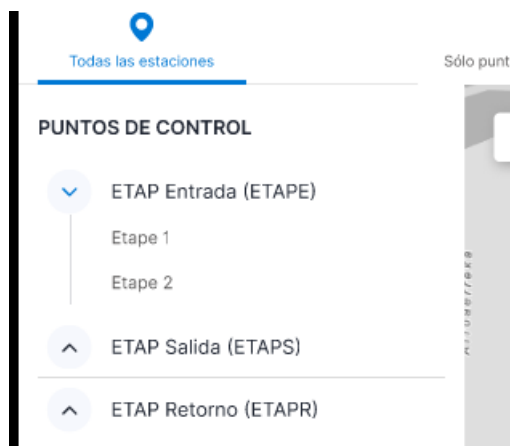 Todas las estaciones
Sólo punt
PUNTOS DE CONTROL
ETAP Entrada (ETAPE)
Etape 1
Etape 2
ETAP Salida (ETAPS)
ETAP Retorno (ETAPR)